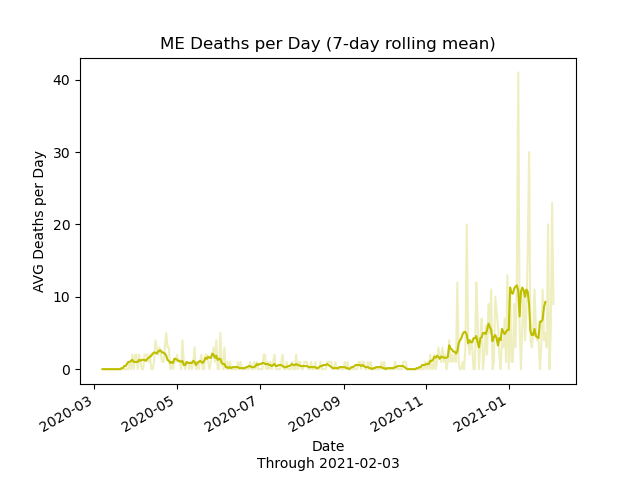 ME Deaths per Day (7-day rolling mean)
AVG Deaths per Day
40
30
20
10
0
2020-03
2020-05
2020-07
2020-09
2020-11
2021-01
Date
Through 2021-02-03